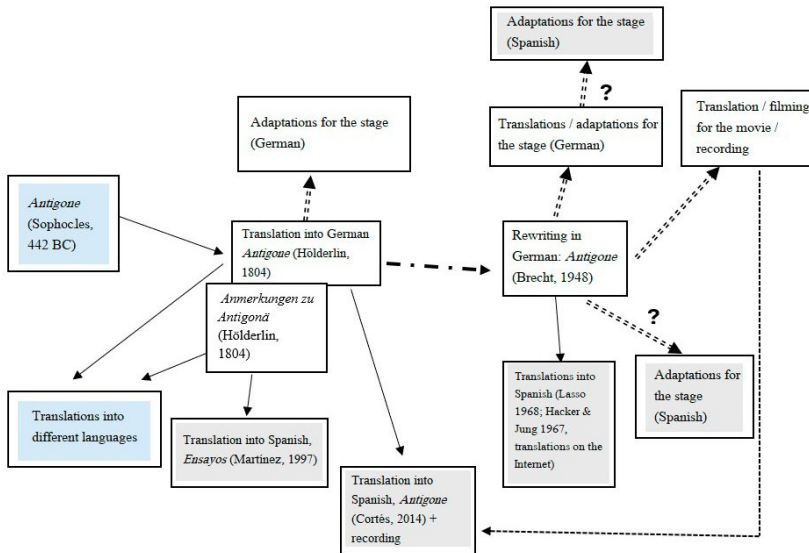 Adaptations for the stage
(Spanish)
?
Adaptations for the stage
(German)
Translations / adaptations for
the stage (German)
Translation / filming
for the movie /
recording
Antigone
(Sophoc.les,
442 BC)
Translation into German
Antigone (Hölderlin,
1804)
Rewriting in
German: Antigone
(Brecht, 1948)
Anmerkungen zu
Antigonä
(Hölderlin,
1804)
?
Translations into
different languages
Translation into Spanish,
Ensayos (Martínez, 1997)
Translations into
Spanish (Lasso
1968; Hacker &
Jung 1967,
translations on the
Internet)
Adaptations for
the stage
(Spanish)
Translation into
Spanish, Antigone
(Cortés, 2014) +
recording